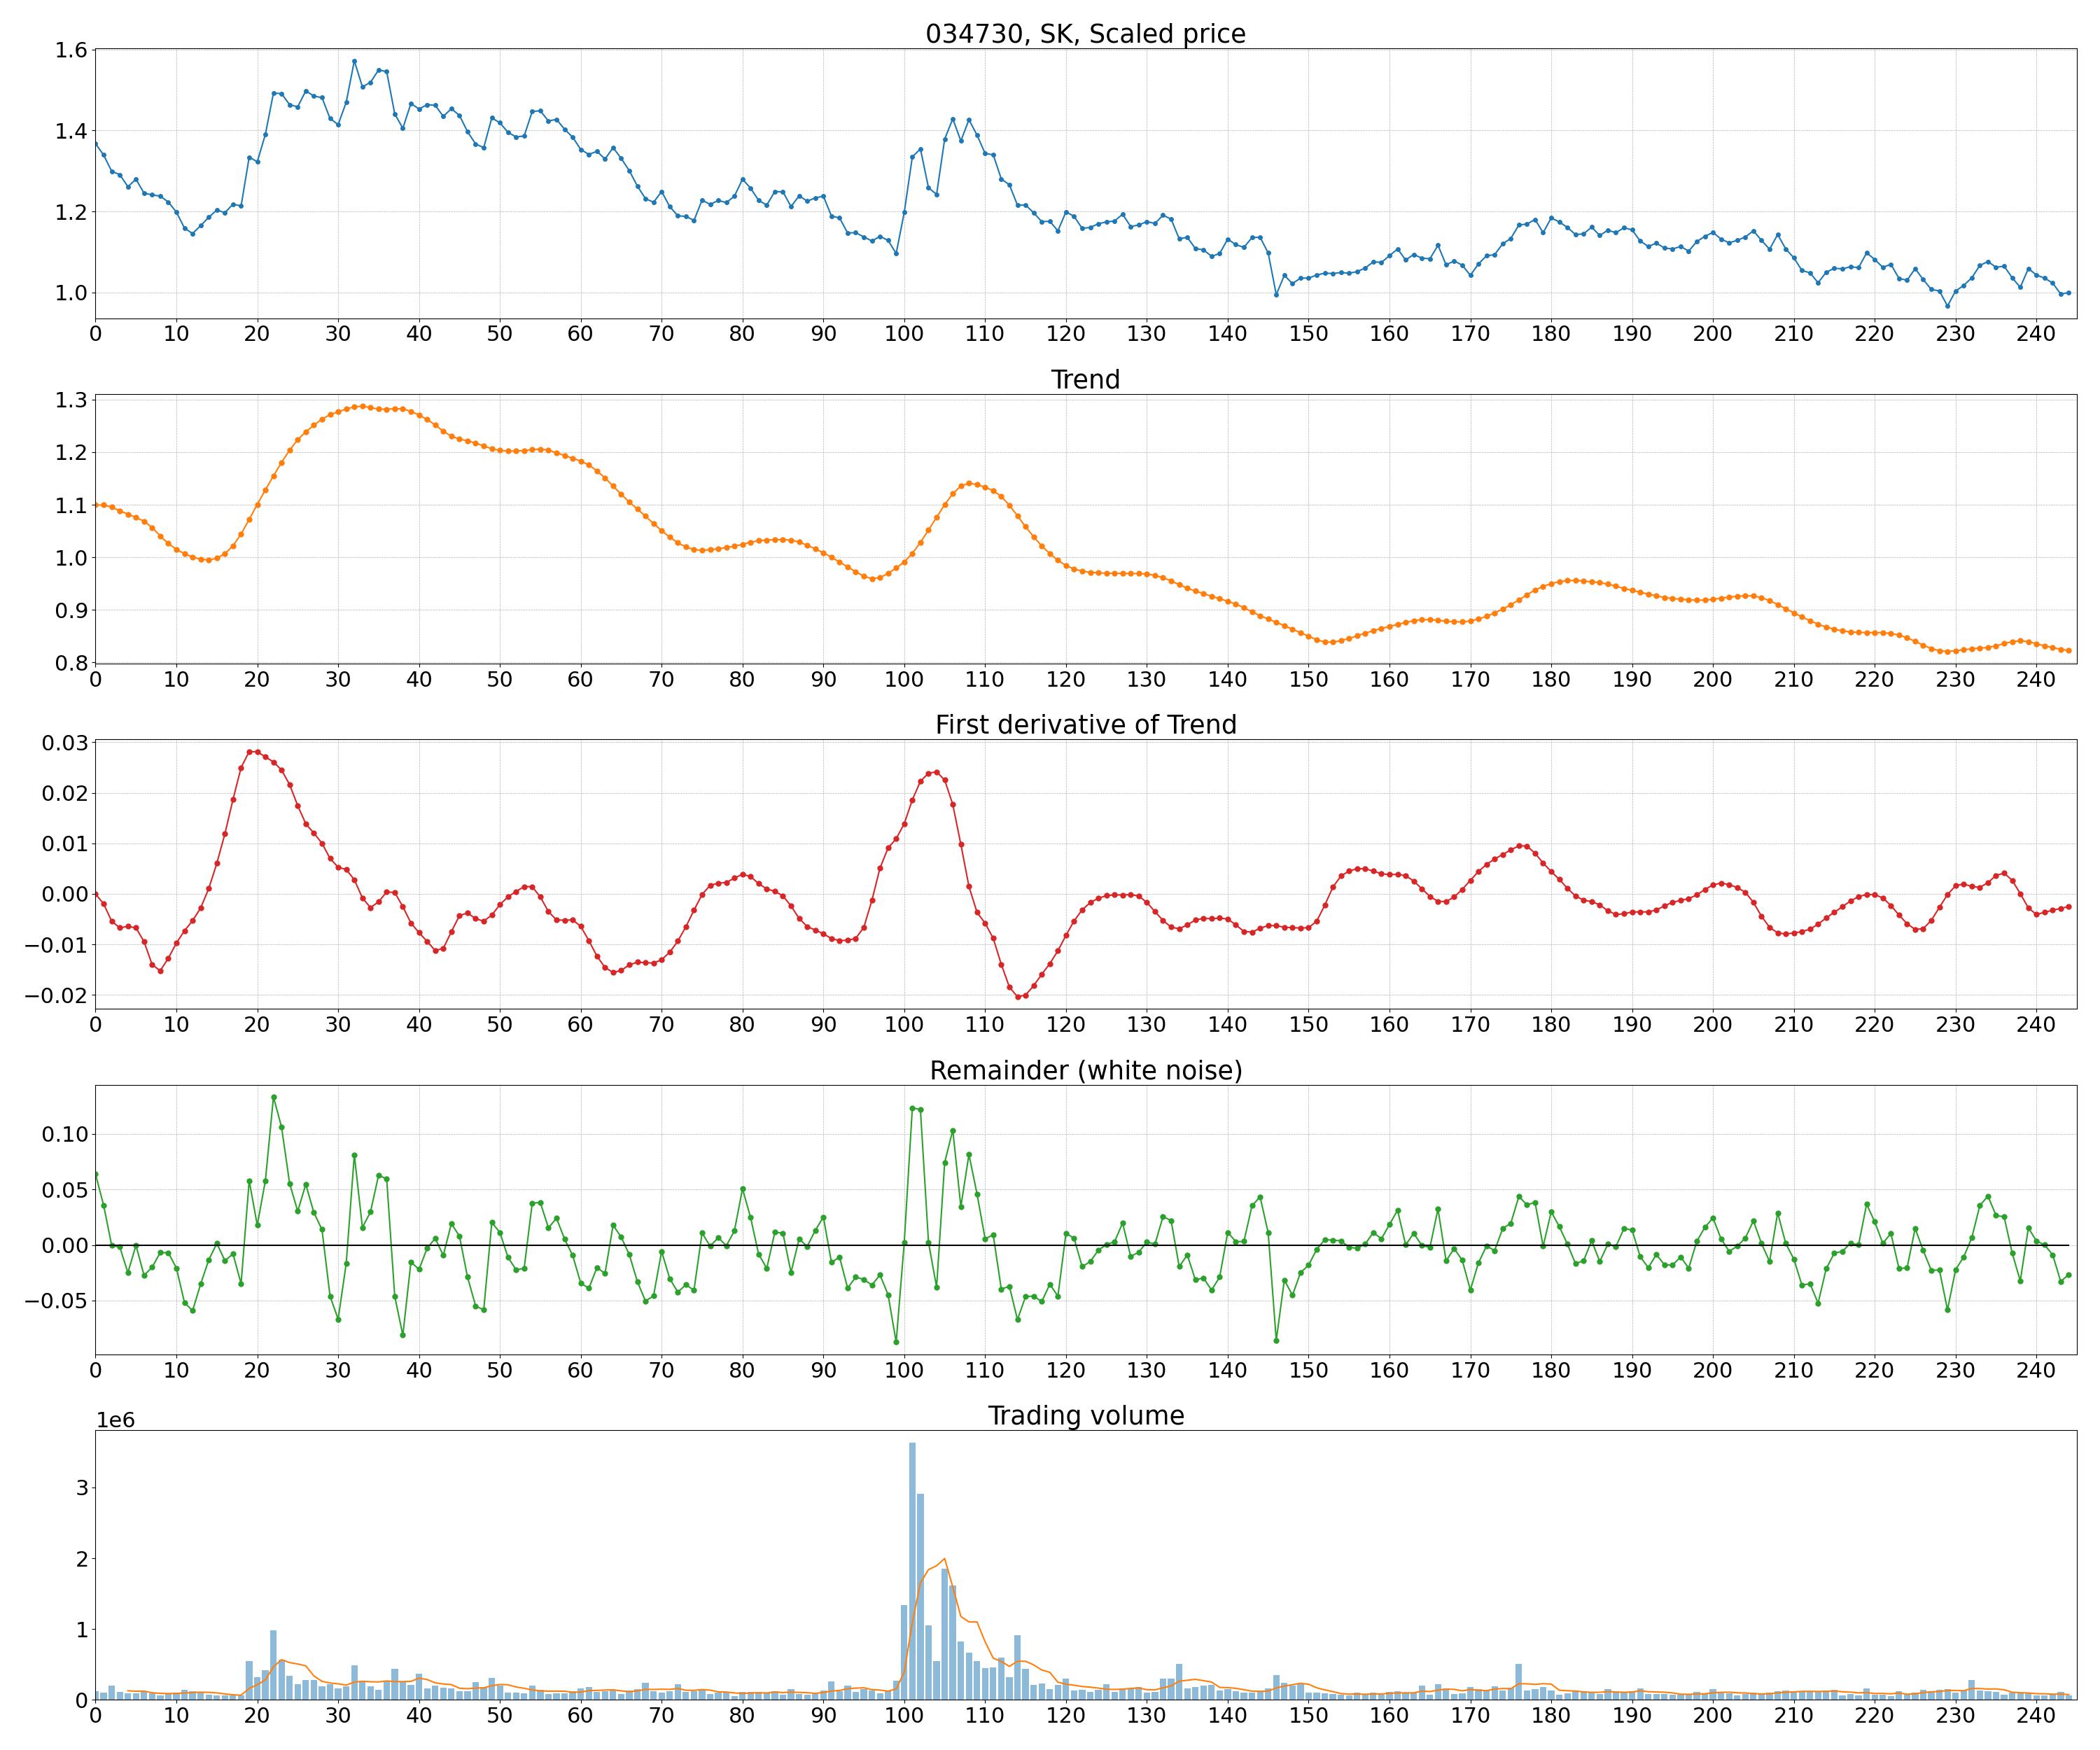 034730, SK, Scaled price
1.6
1.4
1.2
1.0
0 10 20 30 40 50 60 70 80 90 100 110 120 130 140 150 160 170 180 190 200 210 220 230 240
Trend
1.3
1.2
1.1
1.0
0.9
0.8
0 10 20 30 40 50 60 70 80 90 100 110 120 130 140 150 160 170 180 190 200 210 220 230 240
First derivative of Trend
0.03
0.02
0.01
0.00
−0.01
−0.02
0 10 20 30 40 50 60 70 80 90 100 110 120 130 140 150 160 170 180 190 200 210 220 230 240
Remainder (white noise)
0.10
0.05
0.00
−0.05
0 10 20 30 40 50 60 70 80 90 100 110 120 130 140 150 160 170 180 190 200 210 220 230 240
Trading volume
1e6
3
2
1
0
0 10 20 30 40 50 60 70 80 90 100 110 120 130 140 150 160 170 180 190 200 210 220 230 240